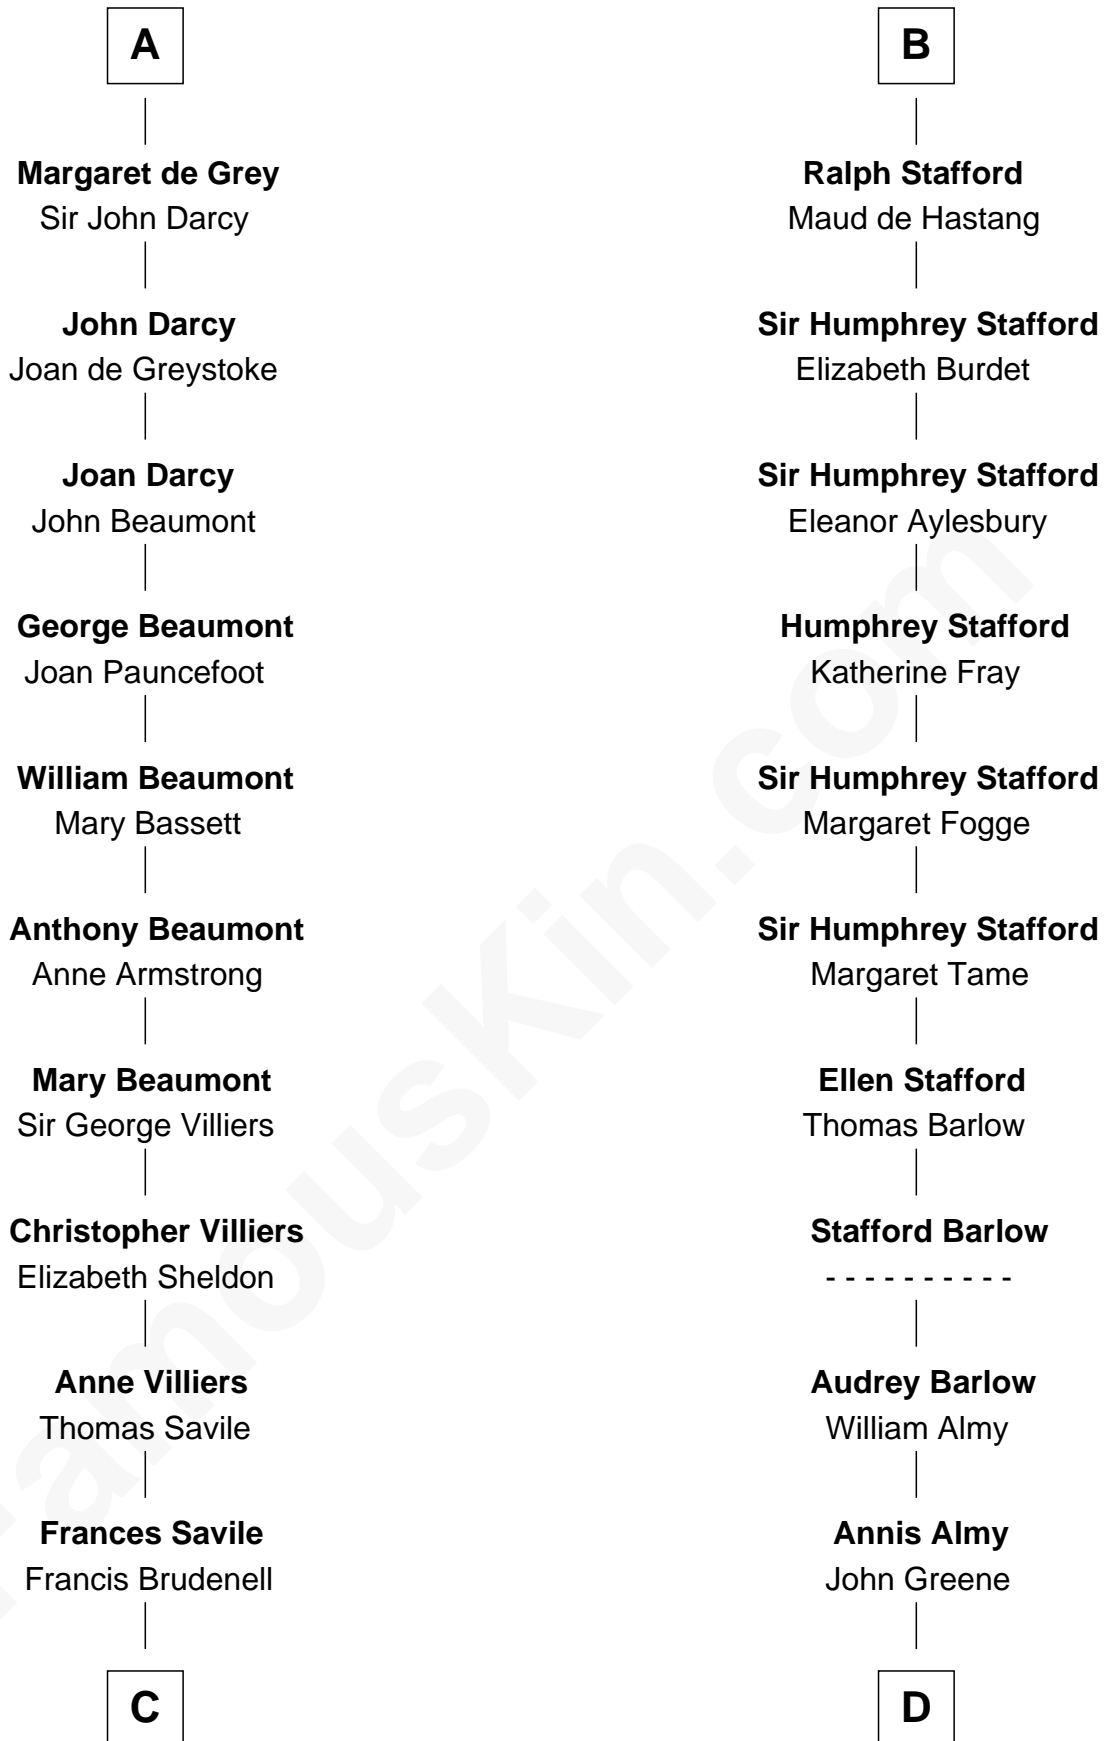 A
Margaret de Grey
Sir John Darcy
John Darcy
Joan de Greystoke
Joan Darcy
John Beaumont
George Beaumont
Joan Pauncefoot
William Beaumont
Mary Bassett
Anthony Beaumont
Anne Armstrong
Mary Beaumont
Sir George Villiers
Christopher Villiers
Elizabeth Sheldon
Anne Villiers
Thomas Savile
Frances Savile
Francis Brudenell
C
B
Ralph Stafford
Maud de Hastang
Sir Humphrey Stafford
Elizabeth Burdet
Sir Humphrey Stafford
Eleanor Aylesbury
Humphrey Stafford
Katherine Fray
Sir Humphrey Stafford
Margaret Fogge
Sir Humphrey Stafford
Margaret Tame
Ellen Stafford
Thomas Barlow
Stafford Barlow
- - - - - - - - - -
Audrey Barlow
William Almy
Annis Almy
John Greene
D
FamousKin.com